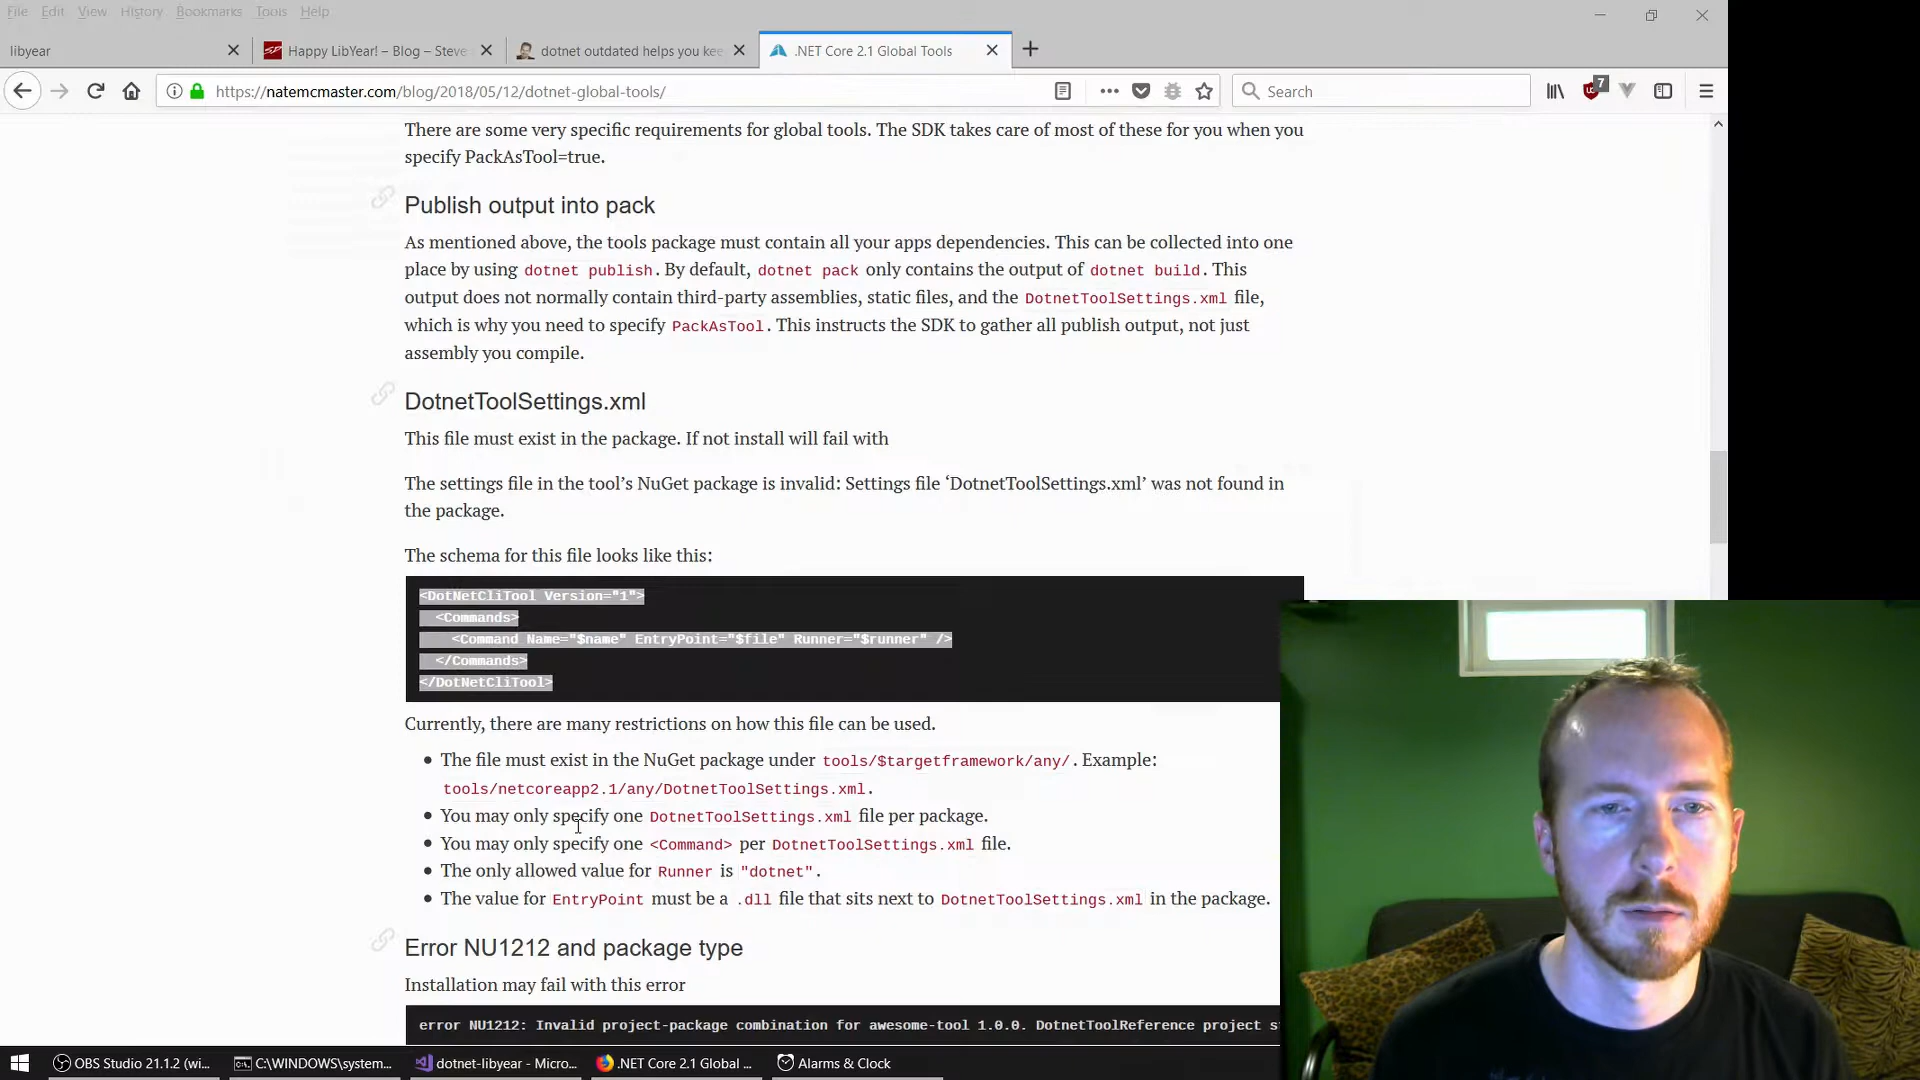 File Edit View History Bookmarks Tools Help
libyear
Happy LibYear! – Blog – Steve
dotnet outdated helps you kee
.NET Core 2.1 Global Tools
https://natemcmaster.com/blog/2018/05/12/dotnet-global-tools/
Search
7
There are some very specific requirements for global tools. The SDK takes care of most of these for you when you
specify PackAsTool=true.
Publish output into pack
As mentioned above, the tools package must contain all your apps dependencies. This can be collected into one
place by using dotnet publish. By default, dotnet pack only contains the output of dotnet build. This
output does not normally contain third-party assemblies, static files, and the DotnetToolSettings.xml file,
which is why you need to specify PackAsTool. This instructs the SDK to gather all publish output, not just
assembly you compile.
DotnetToolSettings.xml
This file must exist in the package. If not install will fail with
The settings file in the tool’s NuGet package is invalid: Settings file ‘DotnetToolSettings.xml’ was not found in
the package.
The schema for this file looks like this:
<DotNetCliTool Version="1">
<Commands>
<Command Name="$name" EntryPoint="$file" Runner="$runner" />
</Commands>
</DotNetCliTool>
Currently, there are many restrictions on how this file can be used.
The file must exist in the NuGet package under tools/$targetframework/any/. Example:
tools/netcoreapp2.1/any/DotnetToolSettings.xml.
You may only specify one DotnetToolSettings.xml file per package.
You may only specify one <Command> per DotnetToolSettings.xml file.
The only allowed value for Runner is "dotnet".
The value for EntryPoint must be a .dll file that sits next to DotnetToolSettings.xml in the package.
Error NU1212 and package type
Installation may fail with this error
error NU1212: Invalid project-package combination for awesome-tool 1.0.0. DotnetToolReference project s
OBS Studio 21.1.2 (wi...
C:\WINDOWS\system...
dotnet-libyear - Micro...
.NET Core 2.1 Global ...
Alarms & Clock